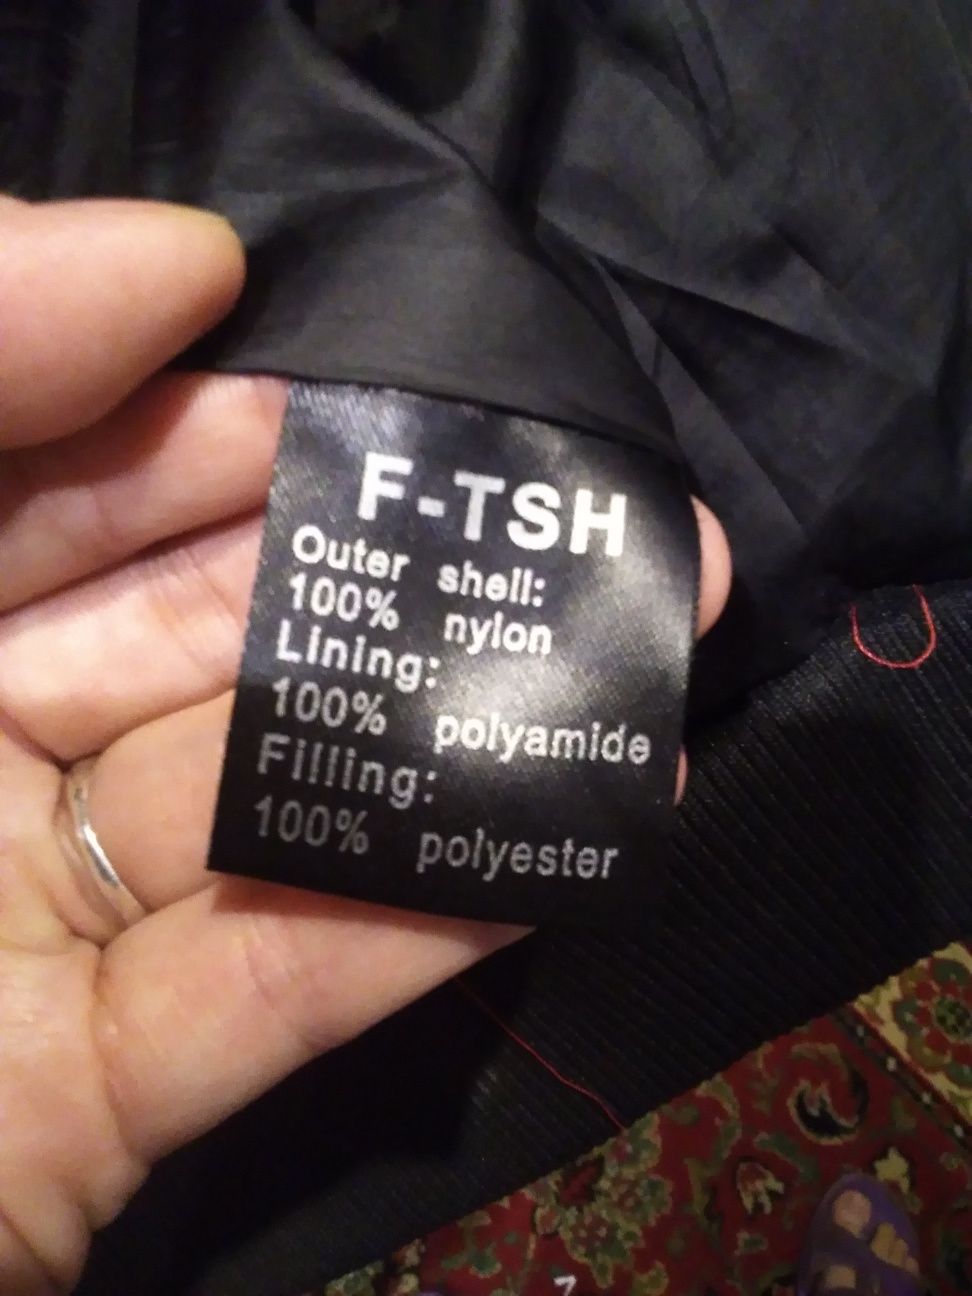 F-TSH
Outer shell:
100% nylon
Lining:
100% polyamide
Filling:
100% polyester